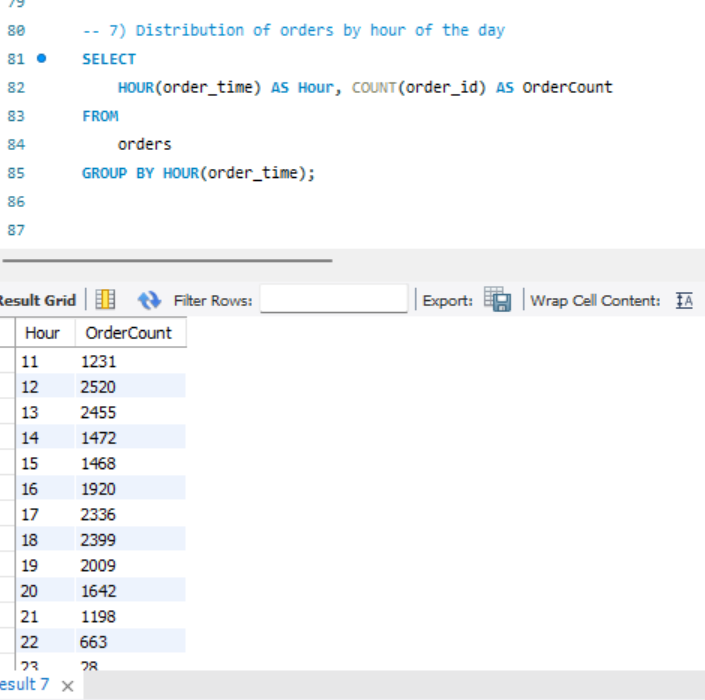 79
80 -- 7) Distribution of orders by hour of the day
81 SELECT
82 HOUR(order_time) AS Hour, COUNT(order_id) AS OrderCount
83 FROM
84 orders
85 GROUP BY HOUR(order_time);
86
87
Result Grid Filter Rows: Export: Wrap Cell Content: IA
Hour OrderCount
11 1231
12 2520
13 2455
14 1472
15 1468
16 1920
17 2336
18 2399
19 2009
20 1642
21 1198
22 663
23 28
esult 7 ×